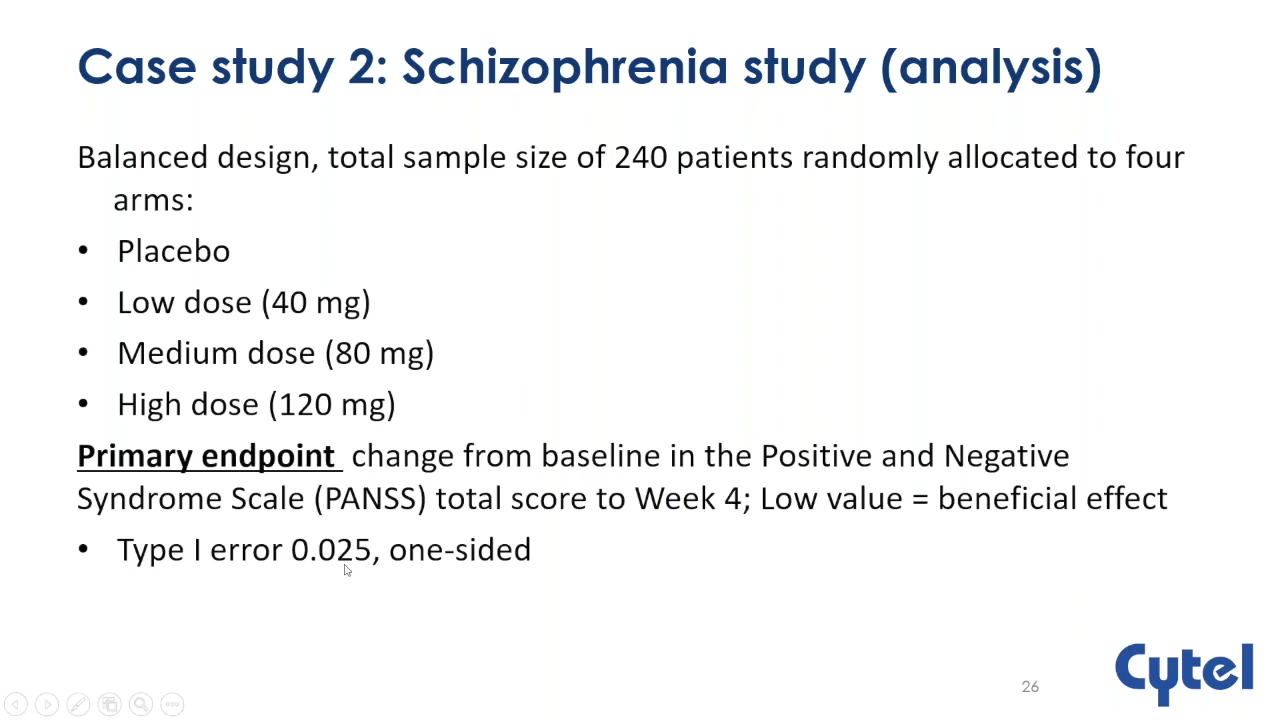 Case study 2: Schizophrenia study (analysis)
Balanced design, total sample size of 240 patients randomly allocated to four
arms:
• Placebo
• Low dose (40 mg)
• Medium dose (80 mg)
• High dose (120 mg)
Primary endpoint change from baseline in the Positive and Negative
Syndrome Scale (PANSS) total score to Week 4; Low value = beneficial effect
• Type I error 0.025, one-sided
26
Cytel